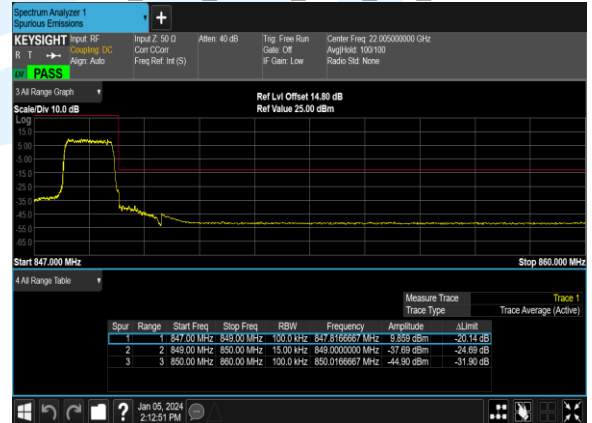 Spectrum Analyzer 1
Spurious Emissions
KEYSIGHT Input: RF Input Z: 50 Ω Atten: 40 dB Trig: Free Run Center Freq: 22.005000000 GHz
R T Coupling: DC Corr CCorr Gate: Off Avg|Hold: 100/100
Align: Auto Freq Ref: Int (S) IF Gain: Low Radio Std: None
PASS
3 All Range Graph
Ref Lvl Offset 14.80 dB
Scale/Div 10.0 dB Ref Value 25.00 dBm
Log
15.0
5.00
-5.00
-15.0
-25.0
-35.0
-45.0
-55.0
-65.0
Start 847.000 MHz Stop 860.000 MHz
4 All Range Table
Measure Trace Trace 1
Trace Type Trace Average (Active)
Spur Range Start Freq Stop Freq RBW Frequency Amplitude ΔLimit
1 1 847.00 MHz 849.00 MHz 100.0 kHz 847.8166667 MHz 9.859 dBm -20.14 dB
2 2 849.00 MHz 850.00 MHz 15.00 kHz 849.0000000 MHz -37.69 dBm -24.69 dB
3 3 850.00 MHz 860.00 MHz 100.0 kHz 850.0166667 MHz -44.90 dBm -31.90 dB
Jan 05, 2024
2:12:51 PM